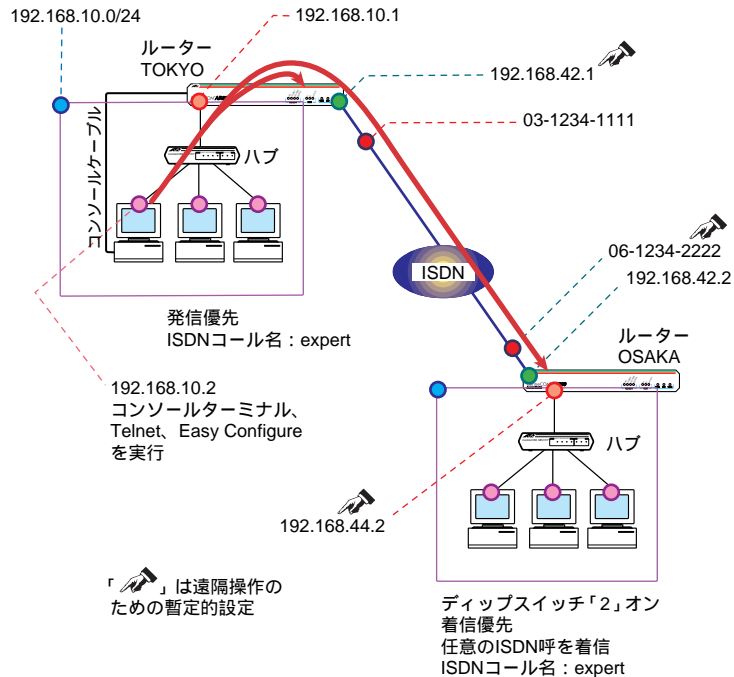 192.168.10.0/24
192.168.10.1
ルーター
TOKYO
192.168.42.1
03-1234-1111
コンソールケーブル
ハブ
ISDN
06-1234-2222
192.168.42.2
発信優先
ISDNコール名：expert
ルーター
OSAKA
192.168.10.2
コンソールターミナル、
Telnet、Easy Configure
を実行
ハブ
192.168.44.2
「 」は遠隔操作の
ための暫定的設定
ディップスイッチ「2」オン
着信優先
任意のISDN呼を着信
ISDNコール名：expert